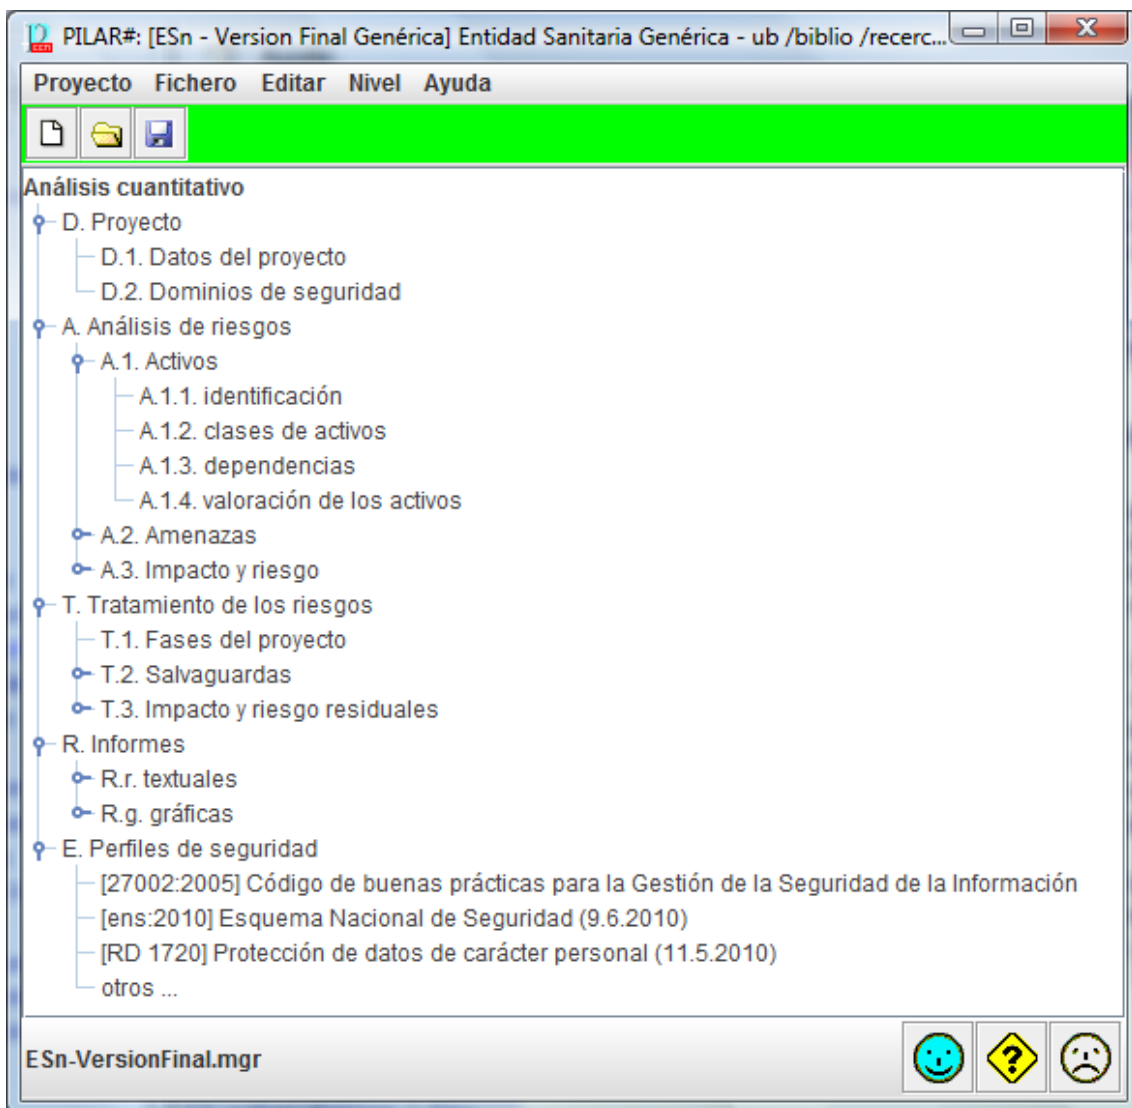 PILAR#: [ESn - Version Final Genérica] Entidad Sanitaria Genérica - ub /biblio /recerc...
Proyecto Fichero Editar Nivel Ayuda
Análisis cuantitativo
D. Proyecto
D.1. Datos del proyecto
D.2. Dominios de seguridad
A. Análisis de riesgos
A.1. Activos
A.1.1. identificación
A.1.2. clases de activos
A.1.3. dependencias
A.1.4. valoración de los activos
A.2. Amenazas
A.3. Impacto y riesgo
T. Tratamiento de los riesgos
T.1. Fases del proyecto
T.2. Salvaguardas
T.3. Impacto y riesgo residuales
R. Informes
R.r. textuales
R.g. gráficas
E. Perfiles de seguridad
[27002:2005] Código de buenas prácticas para la Gestión de la Seguridad de la Información
[ens:2010] Esquema Nacional de Seguridad (9.6.2010)
[RD 1720] Protección de datos de carácter personal (11.5.2010)
otros ...
ESn-VersionFinal.mgr